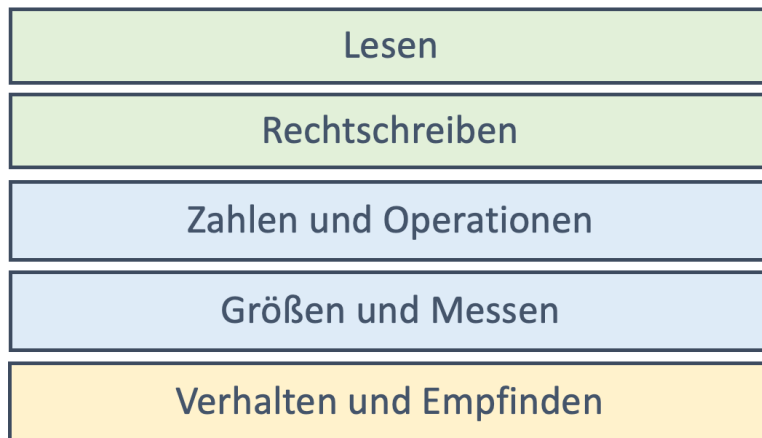 Lesen
Rechtschreiben
Zahlen und Operationen
Größen und Messen
Verhalten und Empfinden